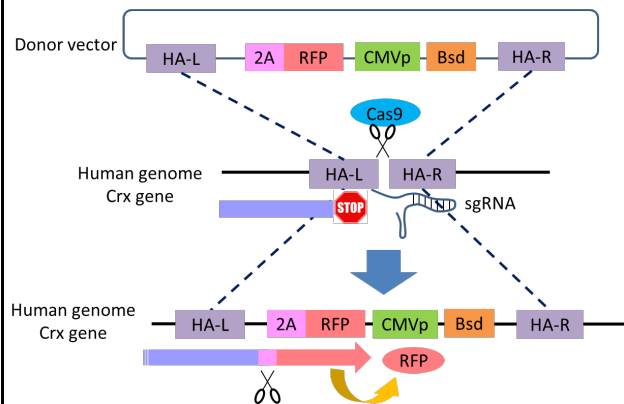 Donor vector
HA-L 2A RFP CMVp Bsd HA-R
Cas9
Human genome
Crx gene
HA-L HA-R
STOP
sgRNA
Human genome
Crx gene
HA-L 2A RFP CMVp Bsd HA-R
RFP